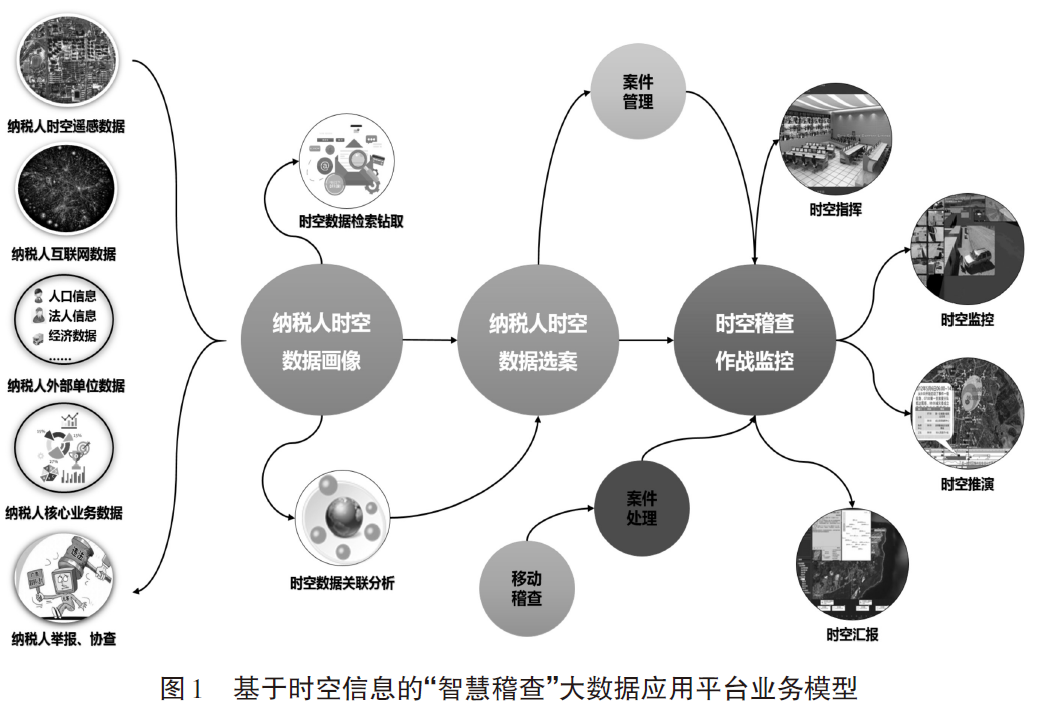 纳税人时空遥感数据
纳税人互联网数据
人口信息
法人信息
经济数据
......
纳税人外部单位数据
纳税人核心业务数据
违法
纳税人举报、协查
时空数据检索钻取
纳税人时空
数据画像
时空数据关联分析
纳税人时空
数据选案
案件
管理
时空稽查
作战监控
案件
处理
移动
稽查
时空指挥
时空监控
时空推演
时空汇报
图1 基于时空信息的“智慧稽查”大数据应用平台业务模型